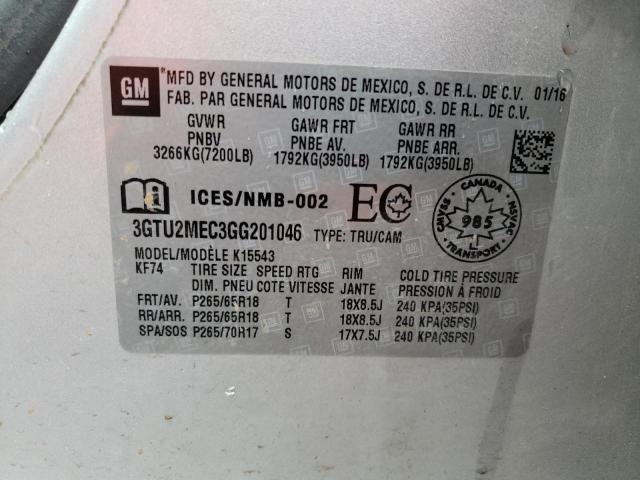 GM
*MFD BY GENERAL MOTORS DE MEXICO, S. DE R.L. DE C.V. 01/16
FAB. PAR GENERAL MOTORS DE MEXICO, S. DE R.L. DE C.V.
GVWR GAWR FRT GAWR RR
PNBV PNBE AV. PNBE ARR.
3266KG(7200LB) 1792KG(3950LB) 1792KG(3950LB)
ICES/NMB-002 EC
CANADA
CMVSS NSVAC
985
TRANSPORT
3GTU2MEC3GG201046 TYPE: TRU/CAM
MODEL/MODÈLE K15543
KF74 TIRE SIZE SPEED RTG RIM COLD TIRE PRESSURE
DIM. PNEU COTE VITESSE JANTE PRESSION À FROID
FRT/AV. P265/65R18 T 18X8.5J 240 KPA(35PSI)
RR/ARR. P265/65R18 T 18X8.5J 240 KPA(35PSI)
SPA/SOS P265/70R17 S 17X7.5J 240 KPA(35PSI)